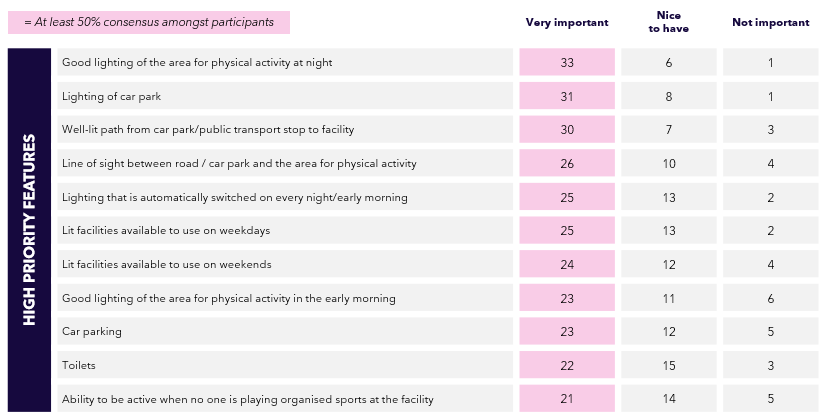 = At least 50% consensus amongst participants
Very important
Nice
to have
Not important
HIGH PRIORITY FEATURES
Good lighting of the area for physical activity at night 33 6 1
Lighting of car park 31 8 1
Well-lit path from car park/public transport stop to facility 30 7 3
Line of sight between road / car park and the area for physical activity 26 10 4
Lighting that is automatically switched on every night/early morning 25 13 2
Lit facilities available to use on weekdays 25 13 2
Lit facilities available to use on weekends 24 12 4
Good lighting of the area for physical activity in the early morning 23 11 6
Car parking 23 12 5
Toilets 22 15 3
Ability to be active when no one is playing organised sports at the facility 21 14 5